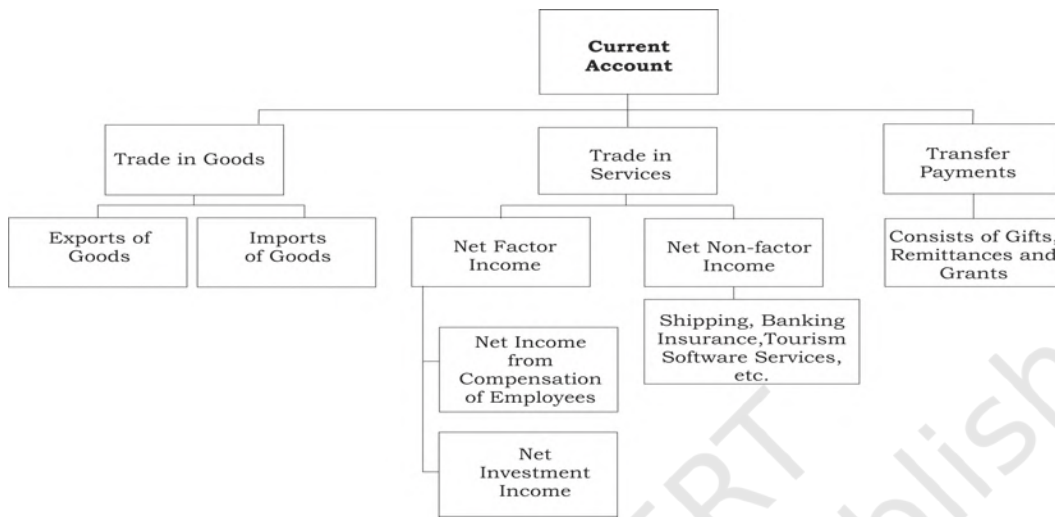 Current
Account
Trade in Goods
Trade in
Services
Transfer
Payments
Exports of
Goods
Imports
of Goods
Net Factor
Income
Net Non-factor
Income
Consists of Gifts,
Remittances and
Grants
Net Income
from
Compensation
of Employees
Shipping, Banking
Insurance,Tourism
Software Services,
etc.
Net
Investment
Income